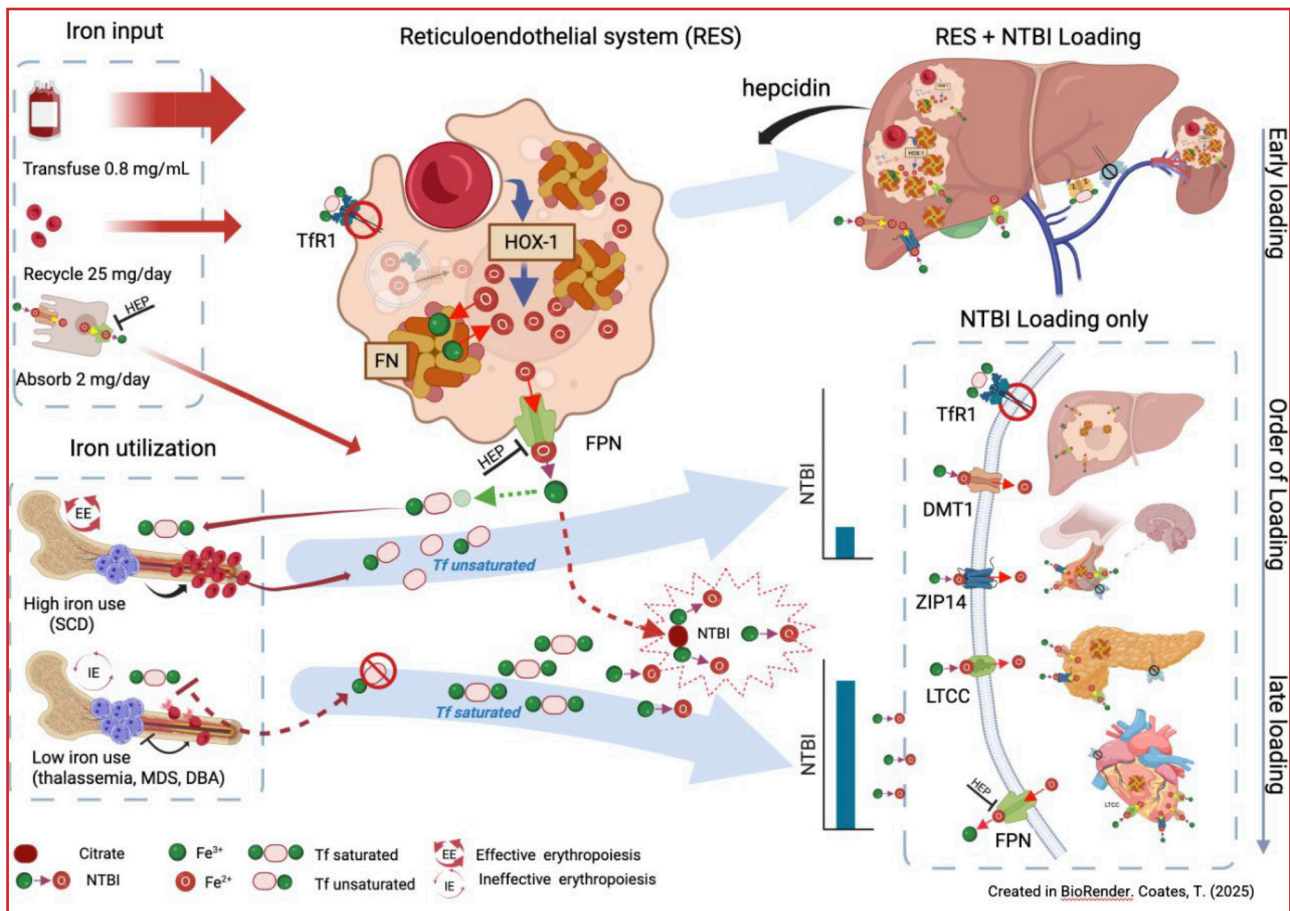 Iron input
Reticuloendothelial system (RES)
RES + NTBI Loading
hepcidin
Transfuse 0.8 mg/mL
TfR1
HOX-1
HOX-1
Recycle 25 mg/day
HEP
Absorb 2 mg/day
FN
FPN
HEP
Early loading
Order of Loading
late loading
NTBI Loading only
TfR1
DMT1
ZIP14
LTCC
LTCC
HEP
FPN
Iron utilization
EE
High iron use
(SCD)
Tf unsaturated
NTBI
NTBI
IE
Low iron use
(thalassemia, MDS, DBA)
Tf saturated
NTBI
Citrate
Fe³⁺
Tf saturated
EE
Effective erythropoiesis
NTBI
Fe²⁺
Tf unsaturated
IE
Ineffective erythropoiesis
Created in BioRender. Coates, T. (2025)